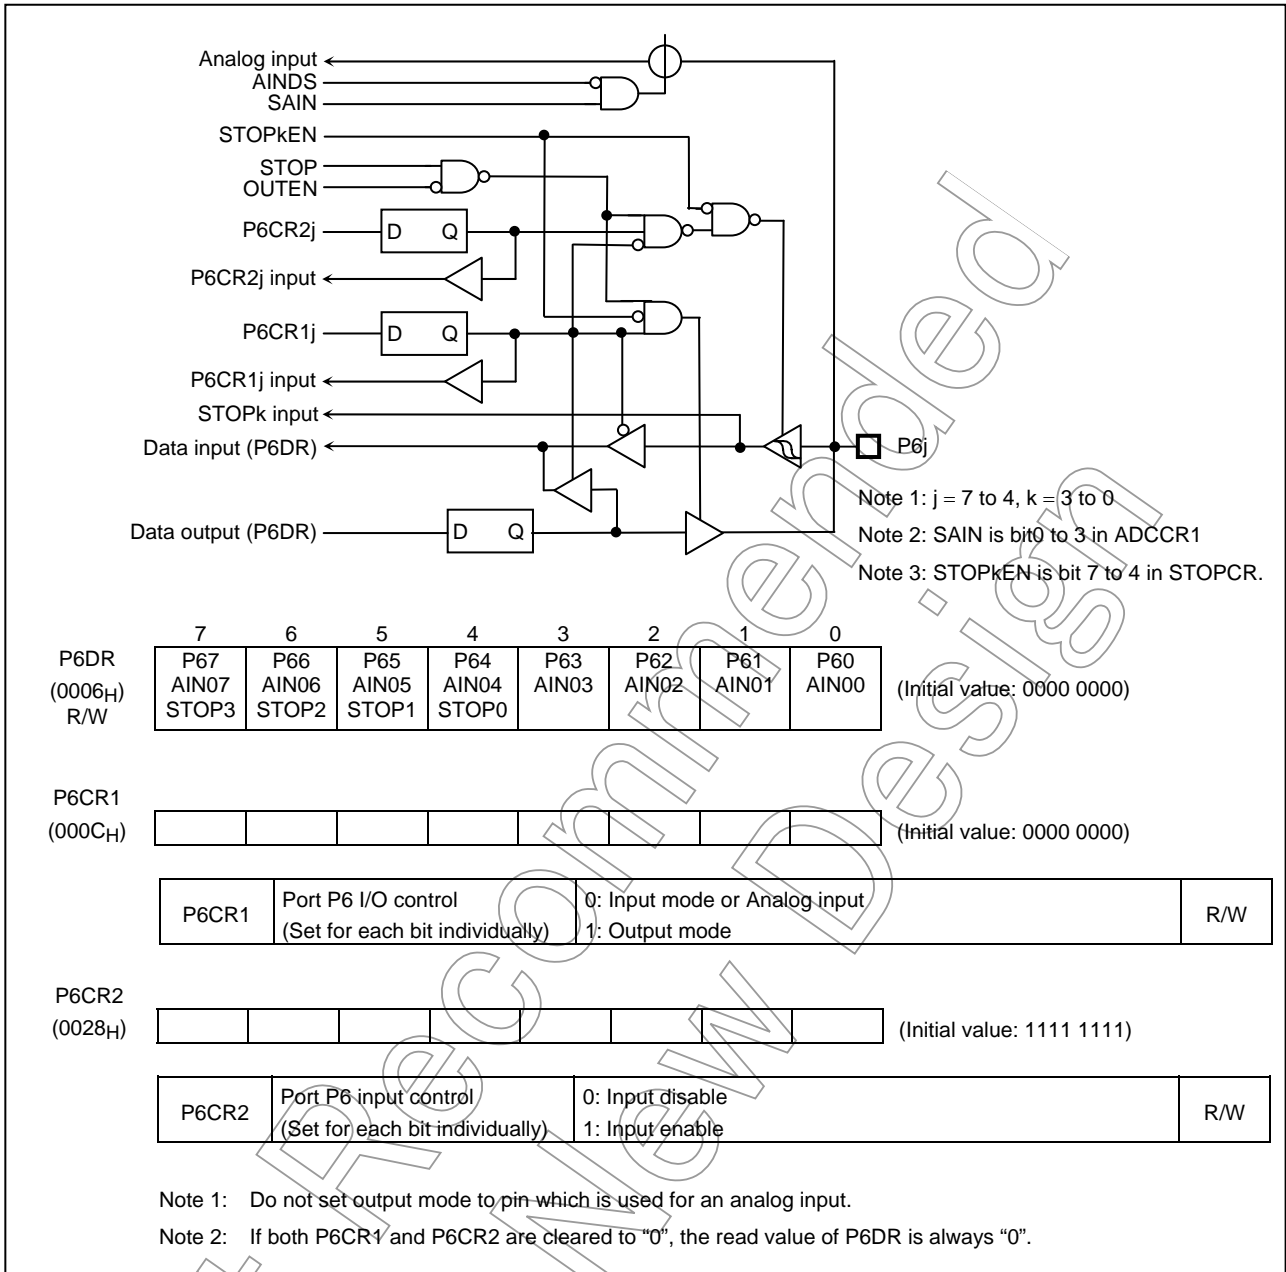 Analog input
AINDS
SAIN
STOPkEN
STOP
OUTEN
P6CR2j
D Q
P6CR2j input
P6CR1j
D Q
P6CR1j input
STOPk input
Data input (P6DR)
P6j
Data output (P6DR)
D Q
Note 1: j = 7 to 4, k = 3 to 0
Note 2: SAIN is bit0 to 3 in ADCCR1
Note 3: STOPkEN is bit 7 to 4 in STOPCR.
7 6 5 4 3 2 1 0
P6DR
(0006H)
R/W
P67 P66 P65 P64 P63 P62 P61 P60
AIN07 AIN06 AIN05 AIN04 AIN03 AIN02 AIN01 AIN00
STOP3 STOP2 STOP1 STOP0
(Initial value: 0000 0000)
P6CR1
(000CH)
(Initial value: 0000 0000)
P6CR1
Port P6 I/O control
(Set for each bit individually)
0: Input mode or Analog input
1: Output mode
R/W
P6CR2
(0028H)
(Initial value: 1111 1111)
P6CR2
Port P6 input control
(Set for each bit individually)
0: Input disable
1: Input enable
R/W
Note 1: Do not set output mode to pin which is used for an analog input.
Note 2: If both P6CR1 and P6CR2 are cleared to “0”, the read value of P6DR is always “0”.
Recommended
New Design